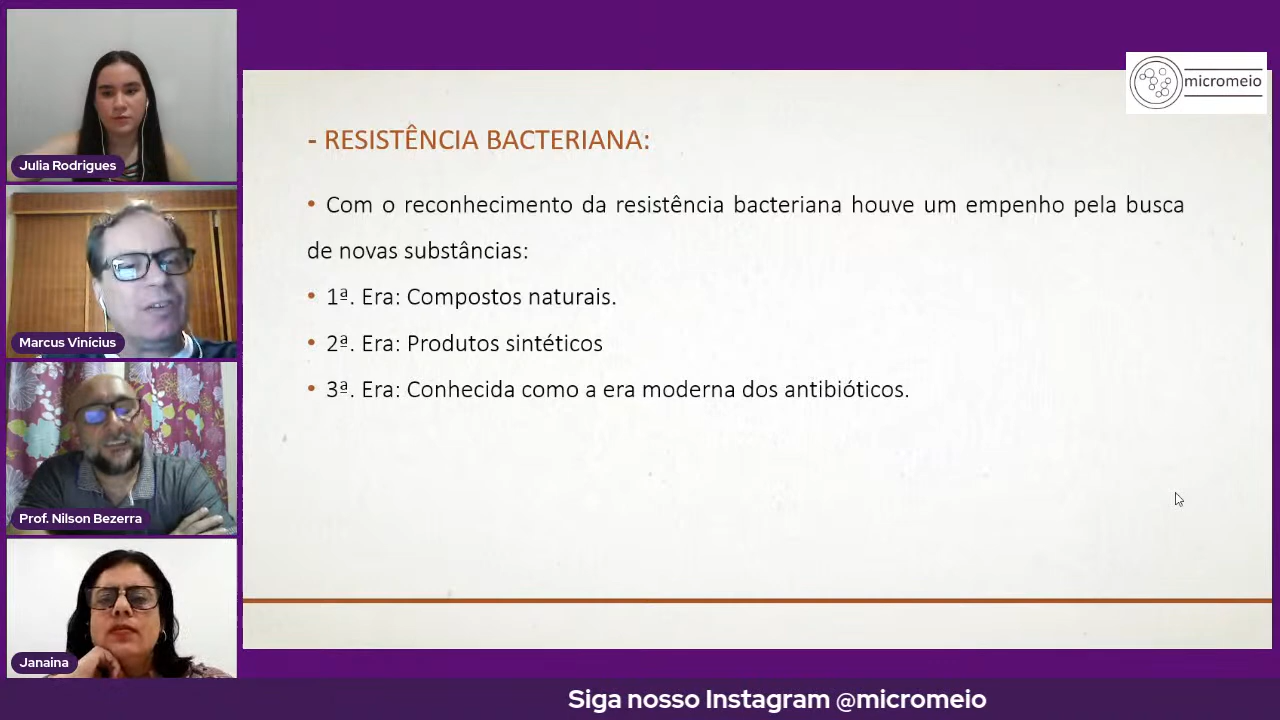 Julia Rodrigues
Marcus Vinícius
Prof. Nilson Bezerra
Janaina
micromeio
- RESISTÊNCIA BACTERIANA:
• Com o reconhecimento da resistência bacteriana houve um empenho pela busca
de novas substâncias:
• 1ª. Era: Compostos naturais.
• 2ª. Era: Produtos sintéticos
• 3ª. Era: Conhecida como a era moderna dos antibióticos.
Siga nosso Instagram @micromeio